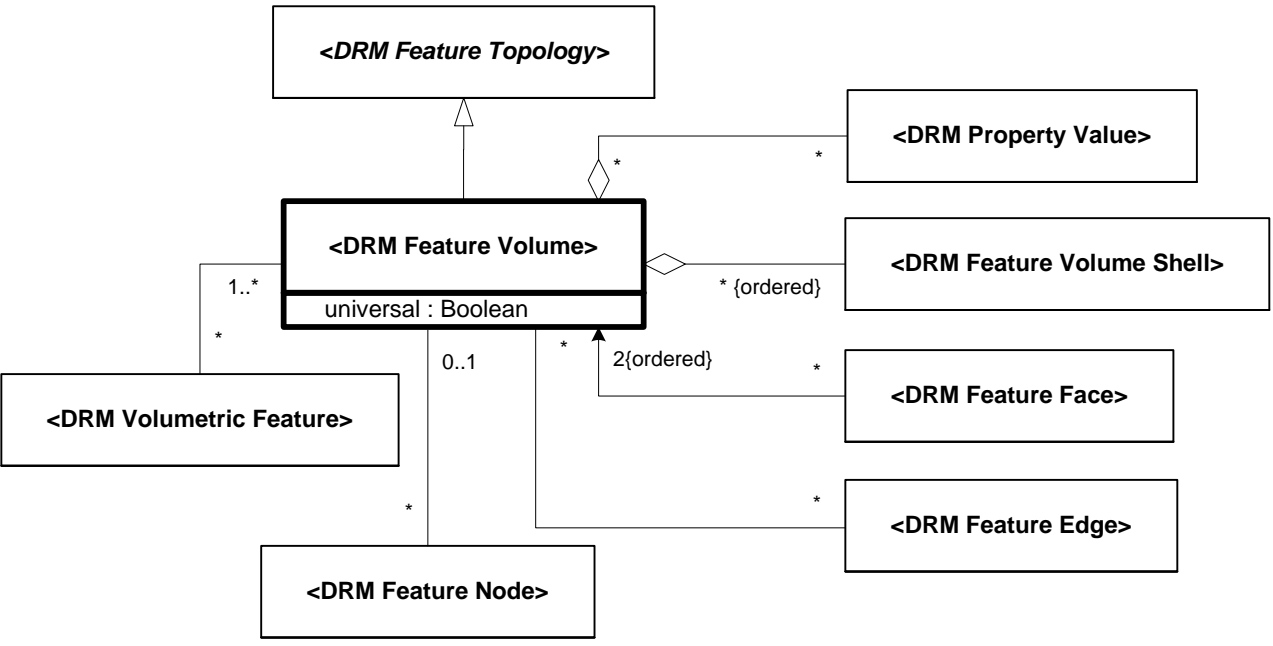 <DRM Feature Topology>
<DRM Property Value>
*
*
<DRM Feature Volume>
<DRM Feature Volume Shell>
1..*
* {ordered}
universal : Boolean
*
*
0..1
2{ordered}
*
<DRM Feature Face>
<DRM Volumetric Feature>
*
*
<DRM Feature Edge>
<DRM Feature Node>